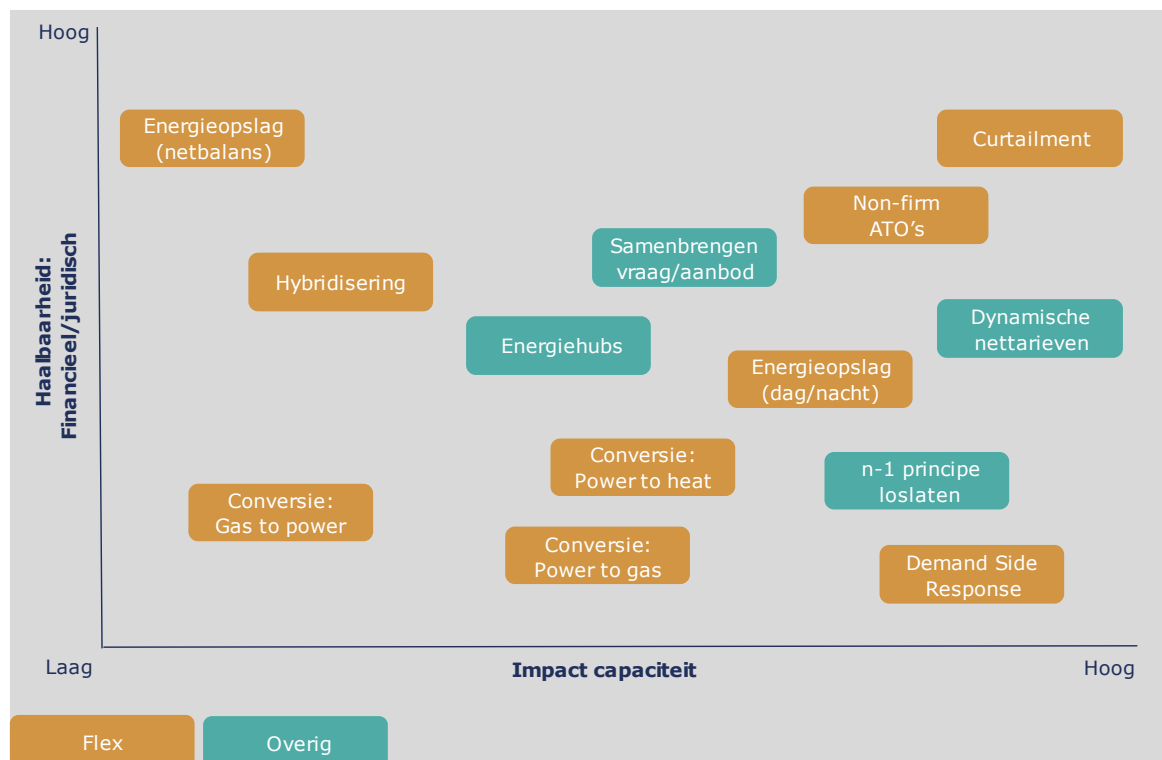 Hoog
Energieopslag
(netbalans)
Curtailment
Non-firm
ATO’s
Samenbrengen
vraag/aanbod
Hybridisering
Dynamische
nettarieven
Energiehubs
Energieopslag
(dag/nacht)
Haalbaarheid:
Financieel/juridisch
Conversie:
Power to heat
n-1 principe
loslaten
Conversie:
Gas to power
Conversie:
Power to gas
Demand Side
Response
Laag
Impact capaciteit
Hoog
Flex
Overig